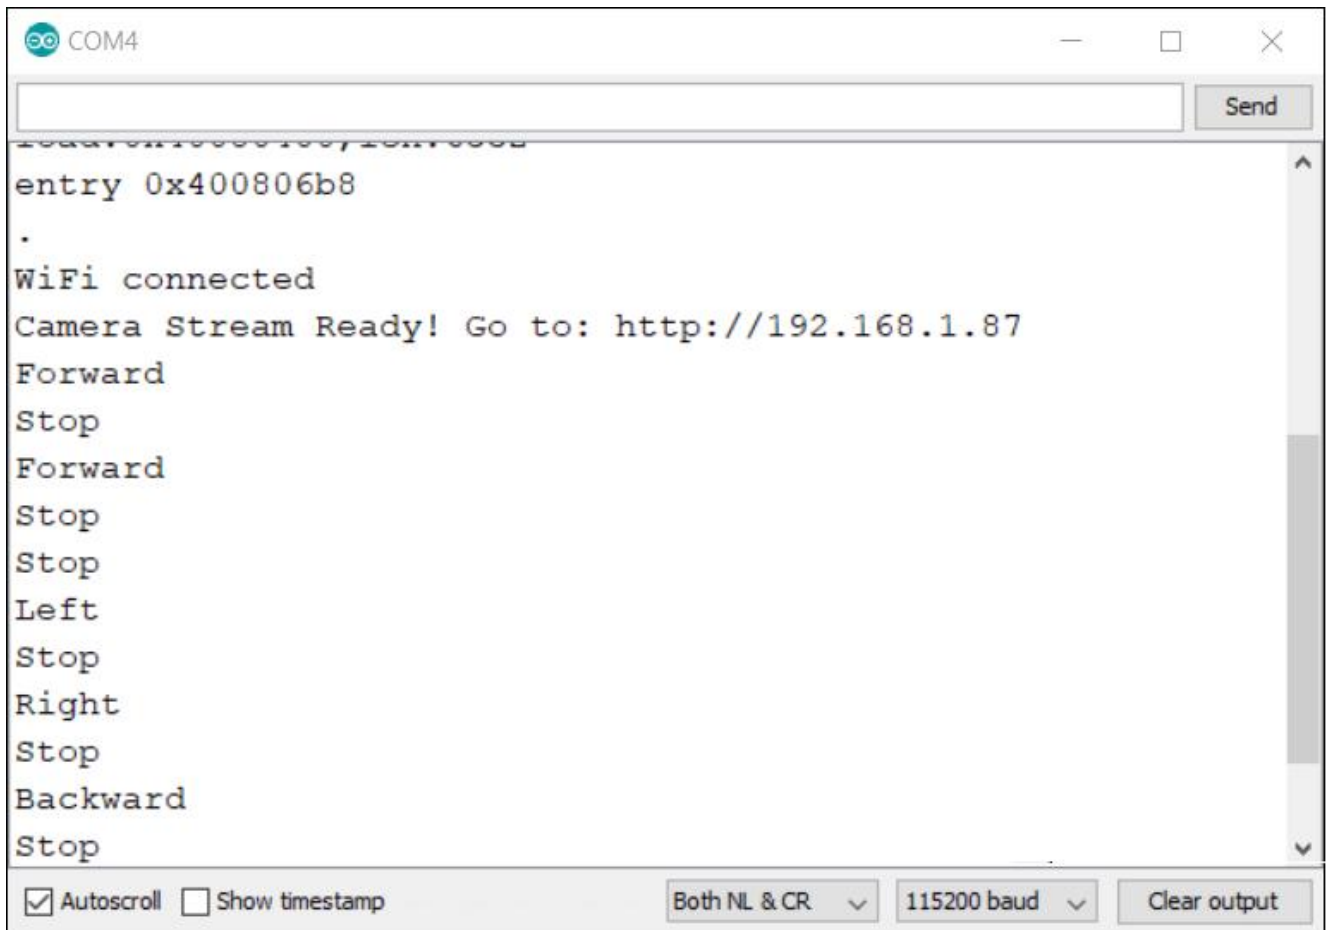 COM4
Send
entry 0x400806b8
.
WiFi connected
Camera Stream Ready! Go to: http://192.168.1.87
Forward
Stop
Forward
Stop
Stop
Left
Stop
Right
Stop
Backward
Stop
Autoscroll Show timestamp Both NL & CR 115200 baud Clear output